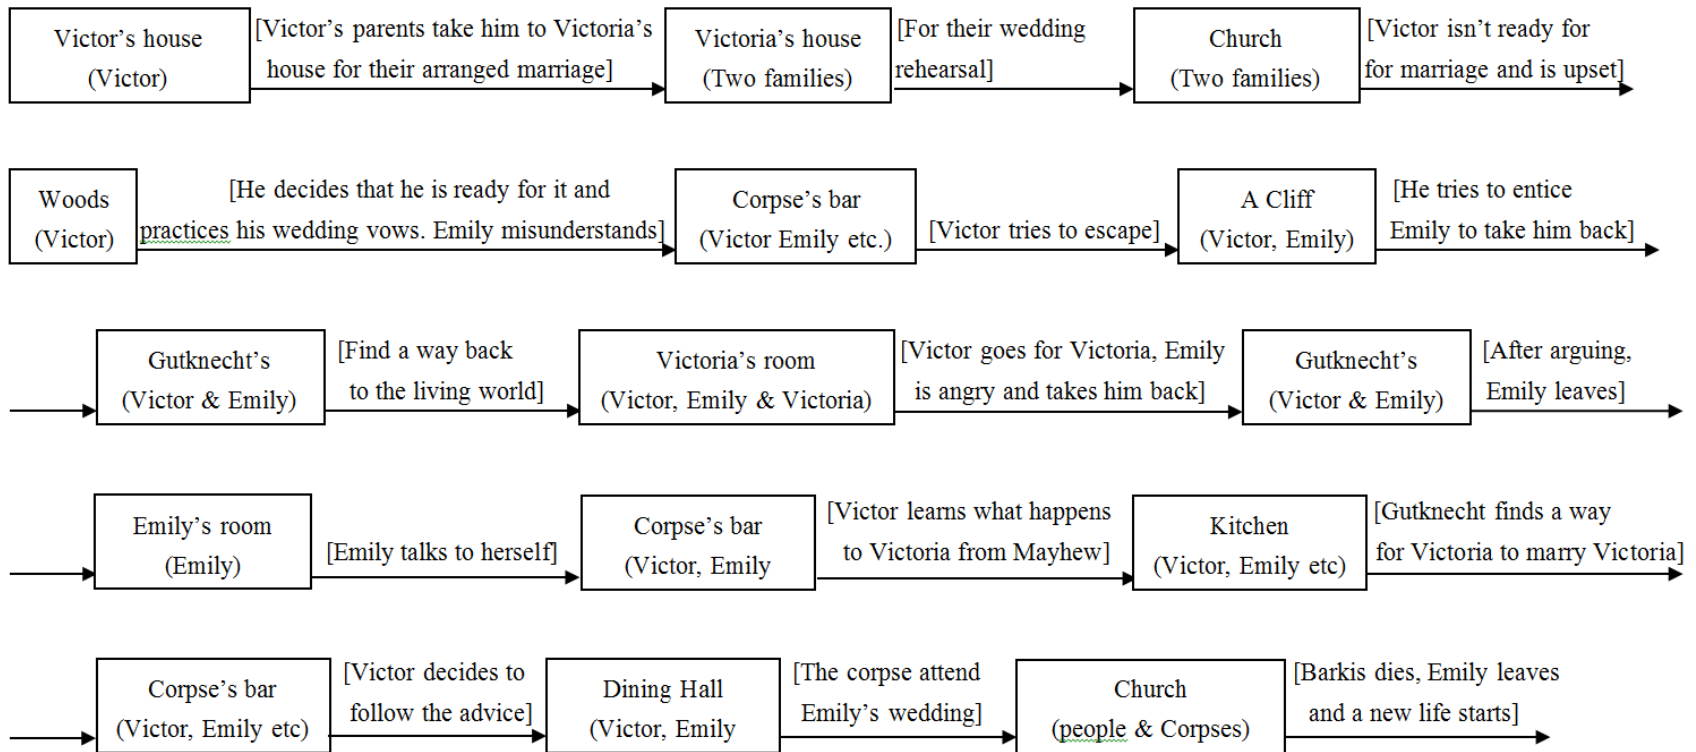 Victor's house
(Victor)
[Victor's parents take him to Victoria's
house for their arranged marriage]
Victoria's house
(Two families)
[For their wedding
rehearsal]
Church
(Two families)
[Victor isn't ready for
for marriage and is upset]
Woods
(Victor)
[He decides that he is ready for it and
practices his wedding vows. Emily misunderstands]
Corpse's bar
(Victor Emily etc.)
[Victor tries to escape]
A Cliff
(Victor, Emily)
[He tries to entice
Emily to take him back]
Gutknecht's
(Victor & Emily)
[Find a way back
to the living world]
Victoria's room
(Victor, Emily & Victoria)
[Victor goes for Victoria, Emily
is angry and takes him back]
Gutknecht's
(Victor & Emily)
[After arguing,
Emily leaves]
Emily's room
(Emily)
[Emily talks to herself]
Corpse's bar
(Victor, Emily
[Victor learns what happens
to Victoria from Mayhew]
Kitchen
(Victor, Emily etc)
[Gutknecht finds a way
for Victoria to marry Victoria]
Corpse's bar
(Victor, Emily etc)
[Victor decides to
follow the advice]
Dining Hall
(Victor, Emily
[The corpse attend
Emily's wedding]
Church
(people & Corpses)
[Barkis dies, Emily leaves
and a new life starts]